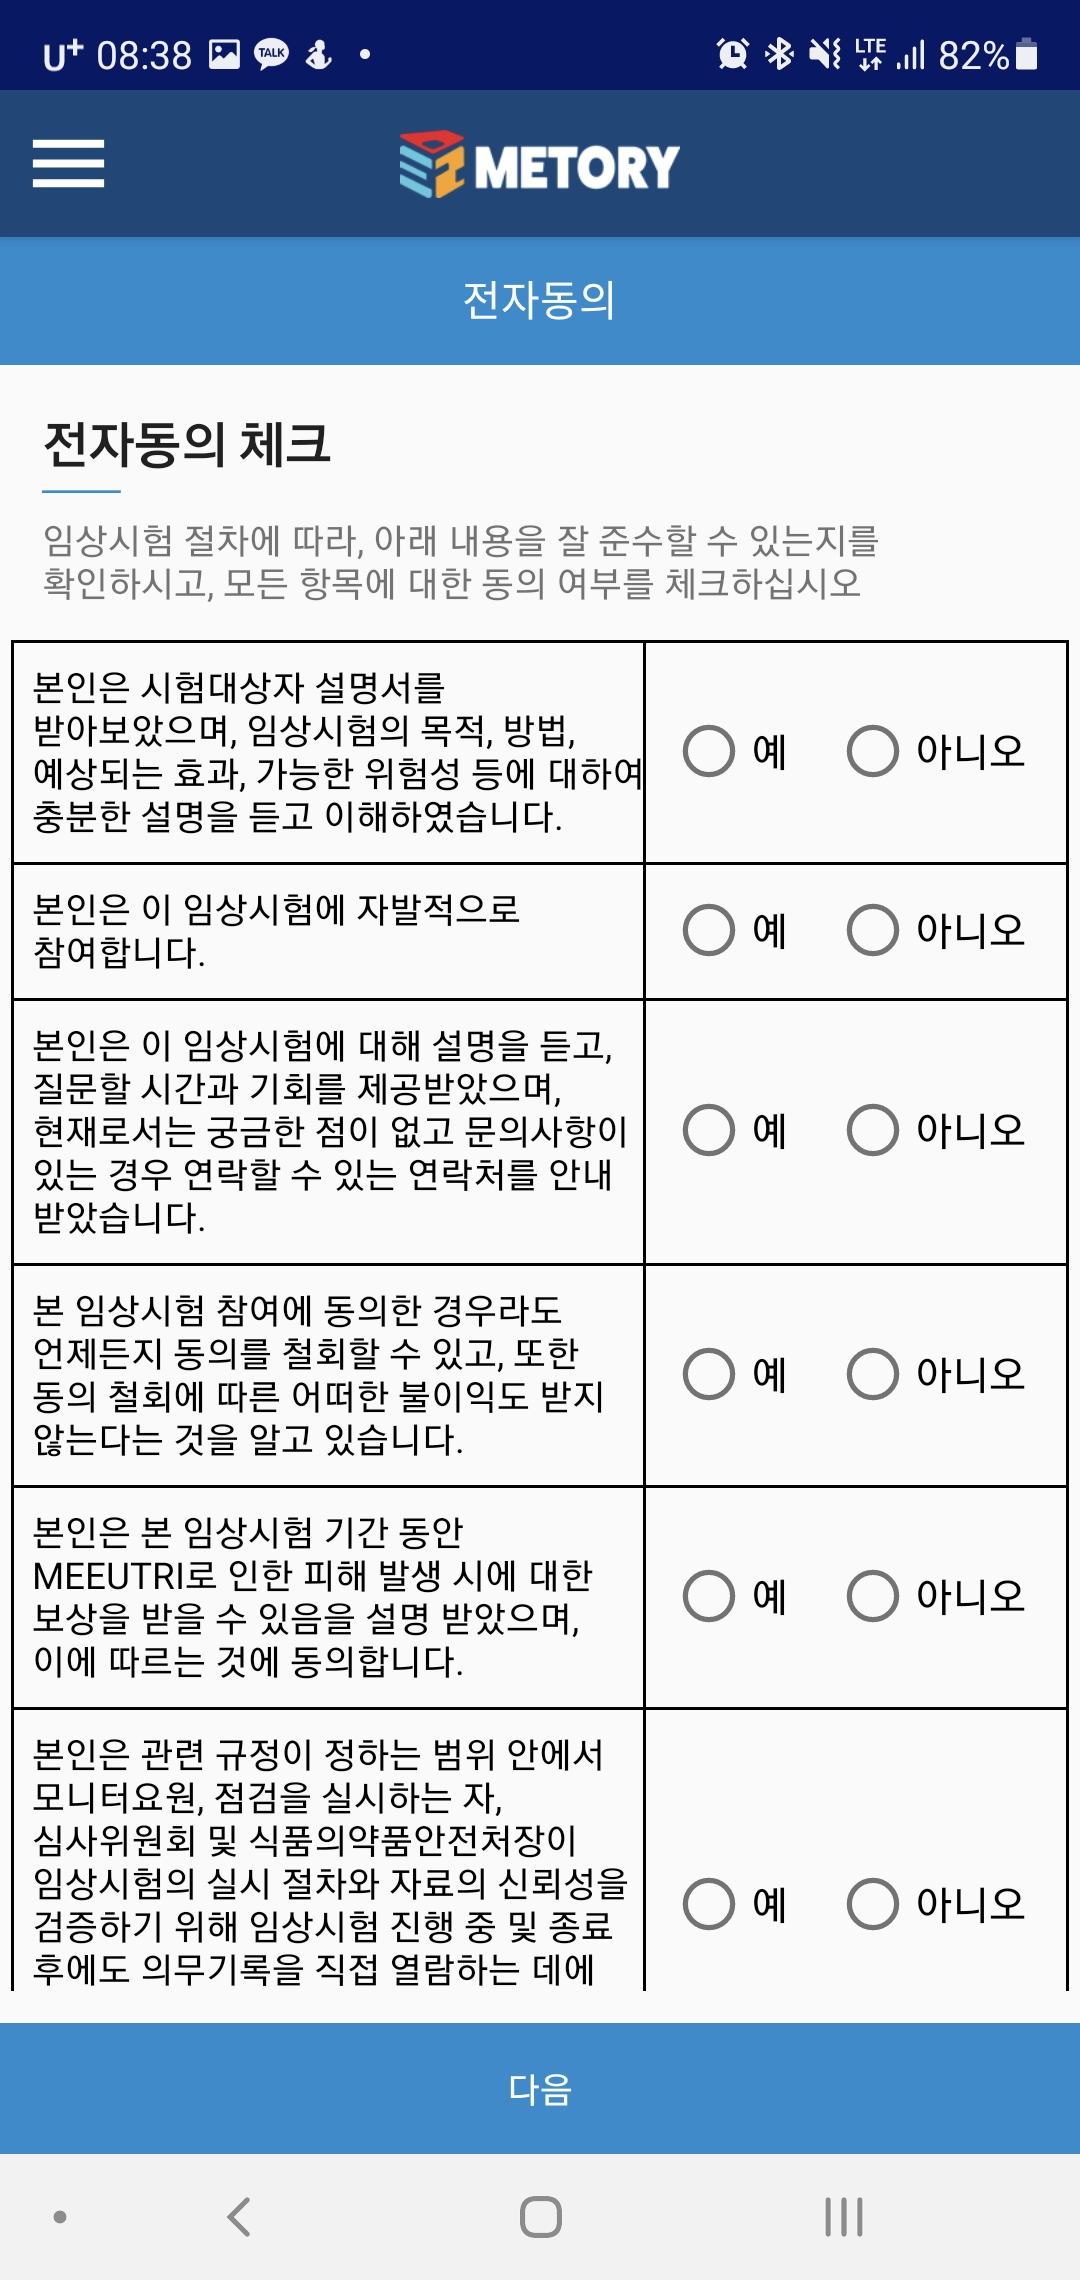 U+ 08:38 TALK LTE 82%
METORY
전자동의
전자동의 체크
임상시험 절차에 따라, 아래 내용을 잘 준수할 수 있는지를
확인하시고, 모든 항목에 대한 동의 여부를 체크하십시오
본인은 시험대상자 설명서를
받아보았으며, 임상시험의 목적, 방법,
예상되는 효과, 가능한 위험성 등에 대하여
충분한 설명을 듣고 이해하였습니다.
예 아니오
본인은 이 임상시험에 자발적으로
참여합니다.
예 아니오
본인은 이 임상시험에 대해 설명을 듣고,
질문할 시간과 기회를 제공받았으며,
현재로서는 궁금한 점이 없고 문의사항이
있는 경우 연락할 수 있는 연락처를 안내
받았습니다.
예 아니오
본 임상시험 참여에 동의한 경우라도
언제든지 동의를 철회할 수 있고, 또한
동의 철회에 따른 어떠한 불이익도 받지
않는다는 것을 알고 있습니다.
예 아니오
본인은 본 임상시험 기간 동안
MEEUTRI로 인한 피해 발생 시에 대한
보상을 받을 수 있음을 설명 받았으며,
이에 따르는 것에 동의합니다.
예 아니오
본인은 관련 규정이 정하는 범위 안에서
모니터요원, 점검을 실시하는 자,
심사위원회 및 식품의약품안전처장이
임상시험의 실시 절차와 자료의 신뢰성을
검증하기 위해 임상시험 진행 중 및 종료
후에도 의무기록을 직접 열람하는 데에
예 아니오
다음